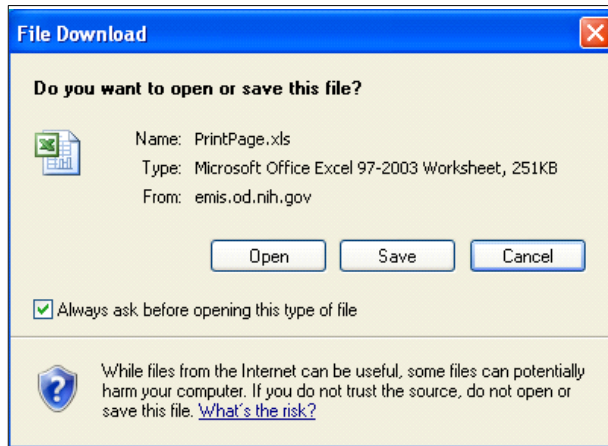 File Download
Do you want to open or save this file?
Name: PrintPage.xls
Type: Microsoft Office Excel 97-2003 Worksheet, 251KB
From: emis.od.nih.gov
Open Save Cancel
Always ask before opening this type of file
While files from the Internet can be useful, some files can potentially
harm your computer. If you do not trust the source, do not open or
save this file. What's the risk?